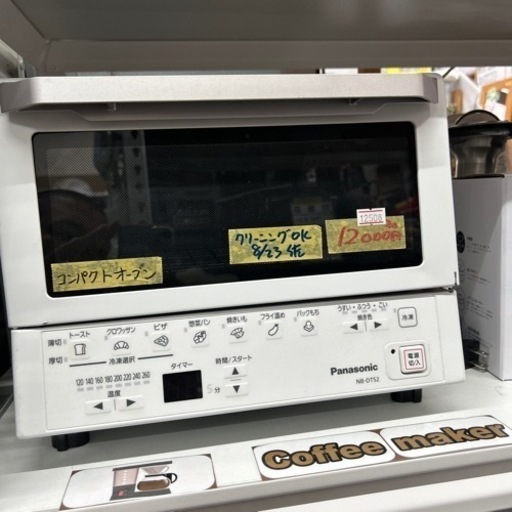 12508
12000円
クリーニングOK
8/23 佐
コンパクトオーブン
トースト
クロワッサン
ピザ
惣菜パン
焼きいも
フライ温め
パックもち
うすい・ふつう・こい
焼き色
冷凍
薄切
厚切
冷凍選択
タイマー
時間/スタート
120 140 160 180 200 220 240 260
温度
分
Panasonic
NB-DT52
電源
切/入
Coffee maker